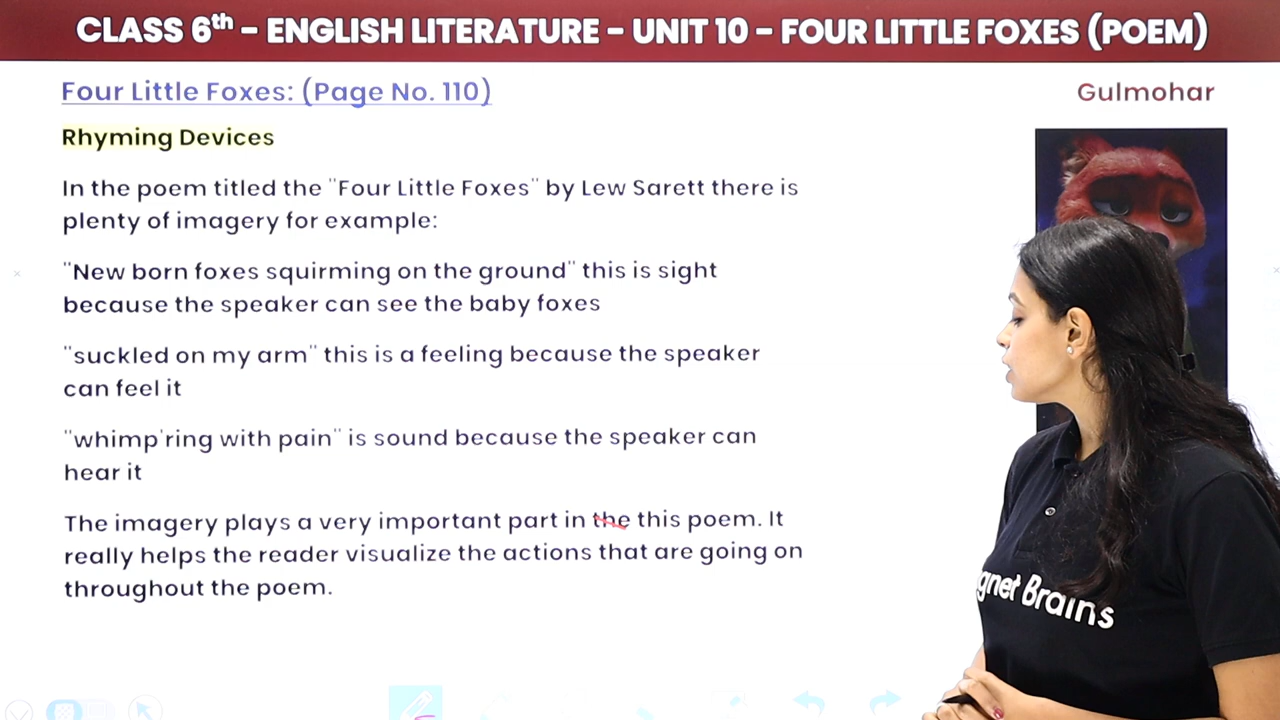 CLASS 6th – ENGLISH LITERATURE – UNIT 10 – FOUR LITTLE FOXES (POEM)
Four Little Foxes: (Page No. 110)
Gulmohar
Rhyming Devices
In the poem titled the "Four Little Foxes" by Lew Sarett there is
plenty of imagery for example:
"New born foxes squirming on the ground" this is sight
because the speaker can see the baby foxes
"suckled on my arm" this is a feeling because the speaker
can feel it
"whimp'ring with pain" is sound because the speaker can
hear it
The imagery plays a very important part in the this poem. It
really helps the reader visualize the actions that are going on
throughout the poem.
gnet Brains